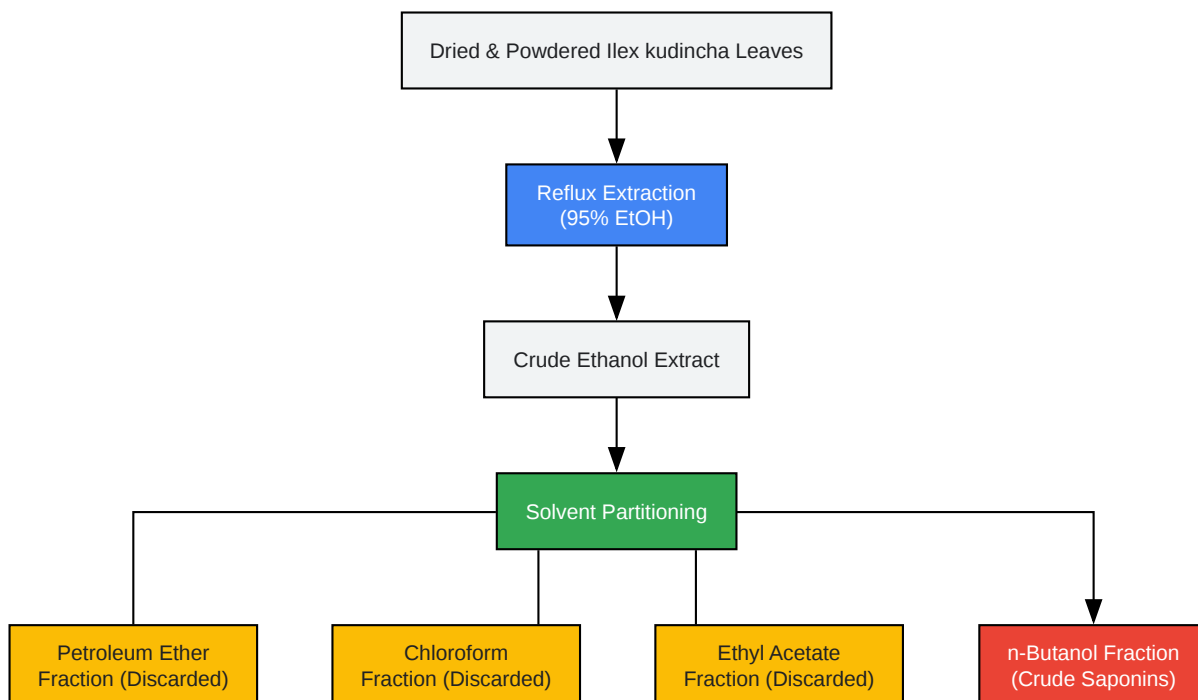 Dried & Powdered Ilex kudincha Leaves
Reflux Extraction
(95% EtOH)
Crude Ethanol Extract
Solvent Partitioning
Petroleum Ether
Fraction (Discarded)
Chloroform
Fraction (Discarded)
Ethyl Acetate
Fraction (Discarded)
n-Butanol Fraction
(Crude Saponins)